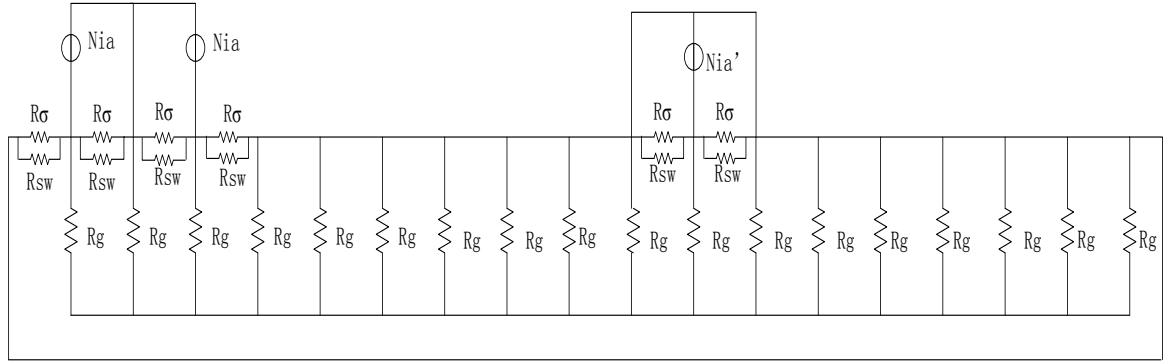 Nia Nia Nia'
Rσ Rσ Rσ Rσ Rσ Rσ
Rsw Rsw Rsw Rsw Rsw Rsw
Rg Rg Rg Rg Rg Rg Rg Rg Rg Rg Rg Rg Rg Rg Rg Rg Rg Rg